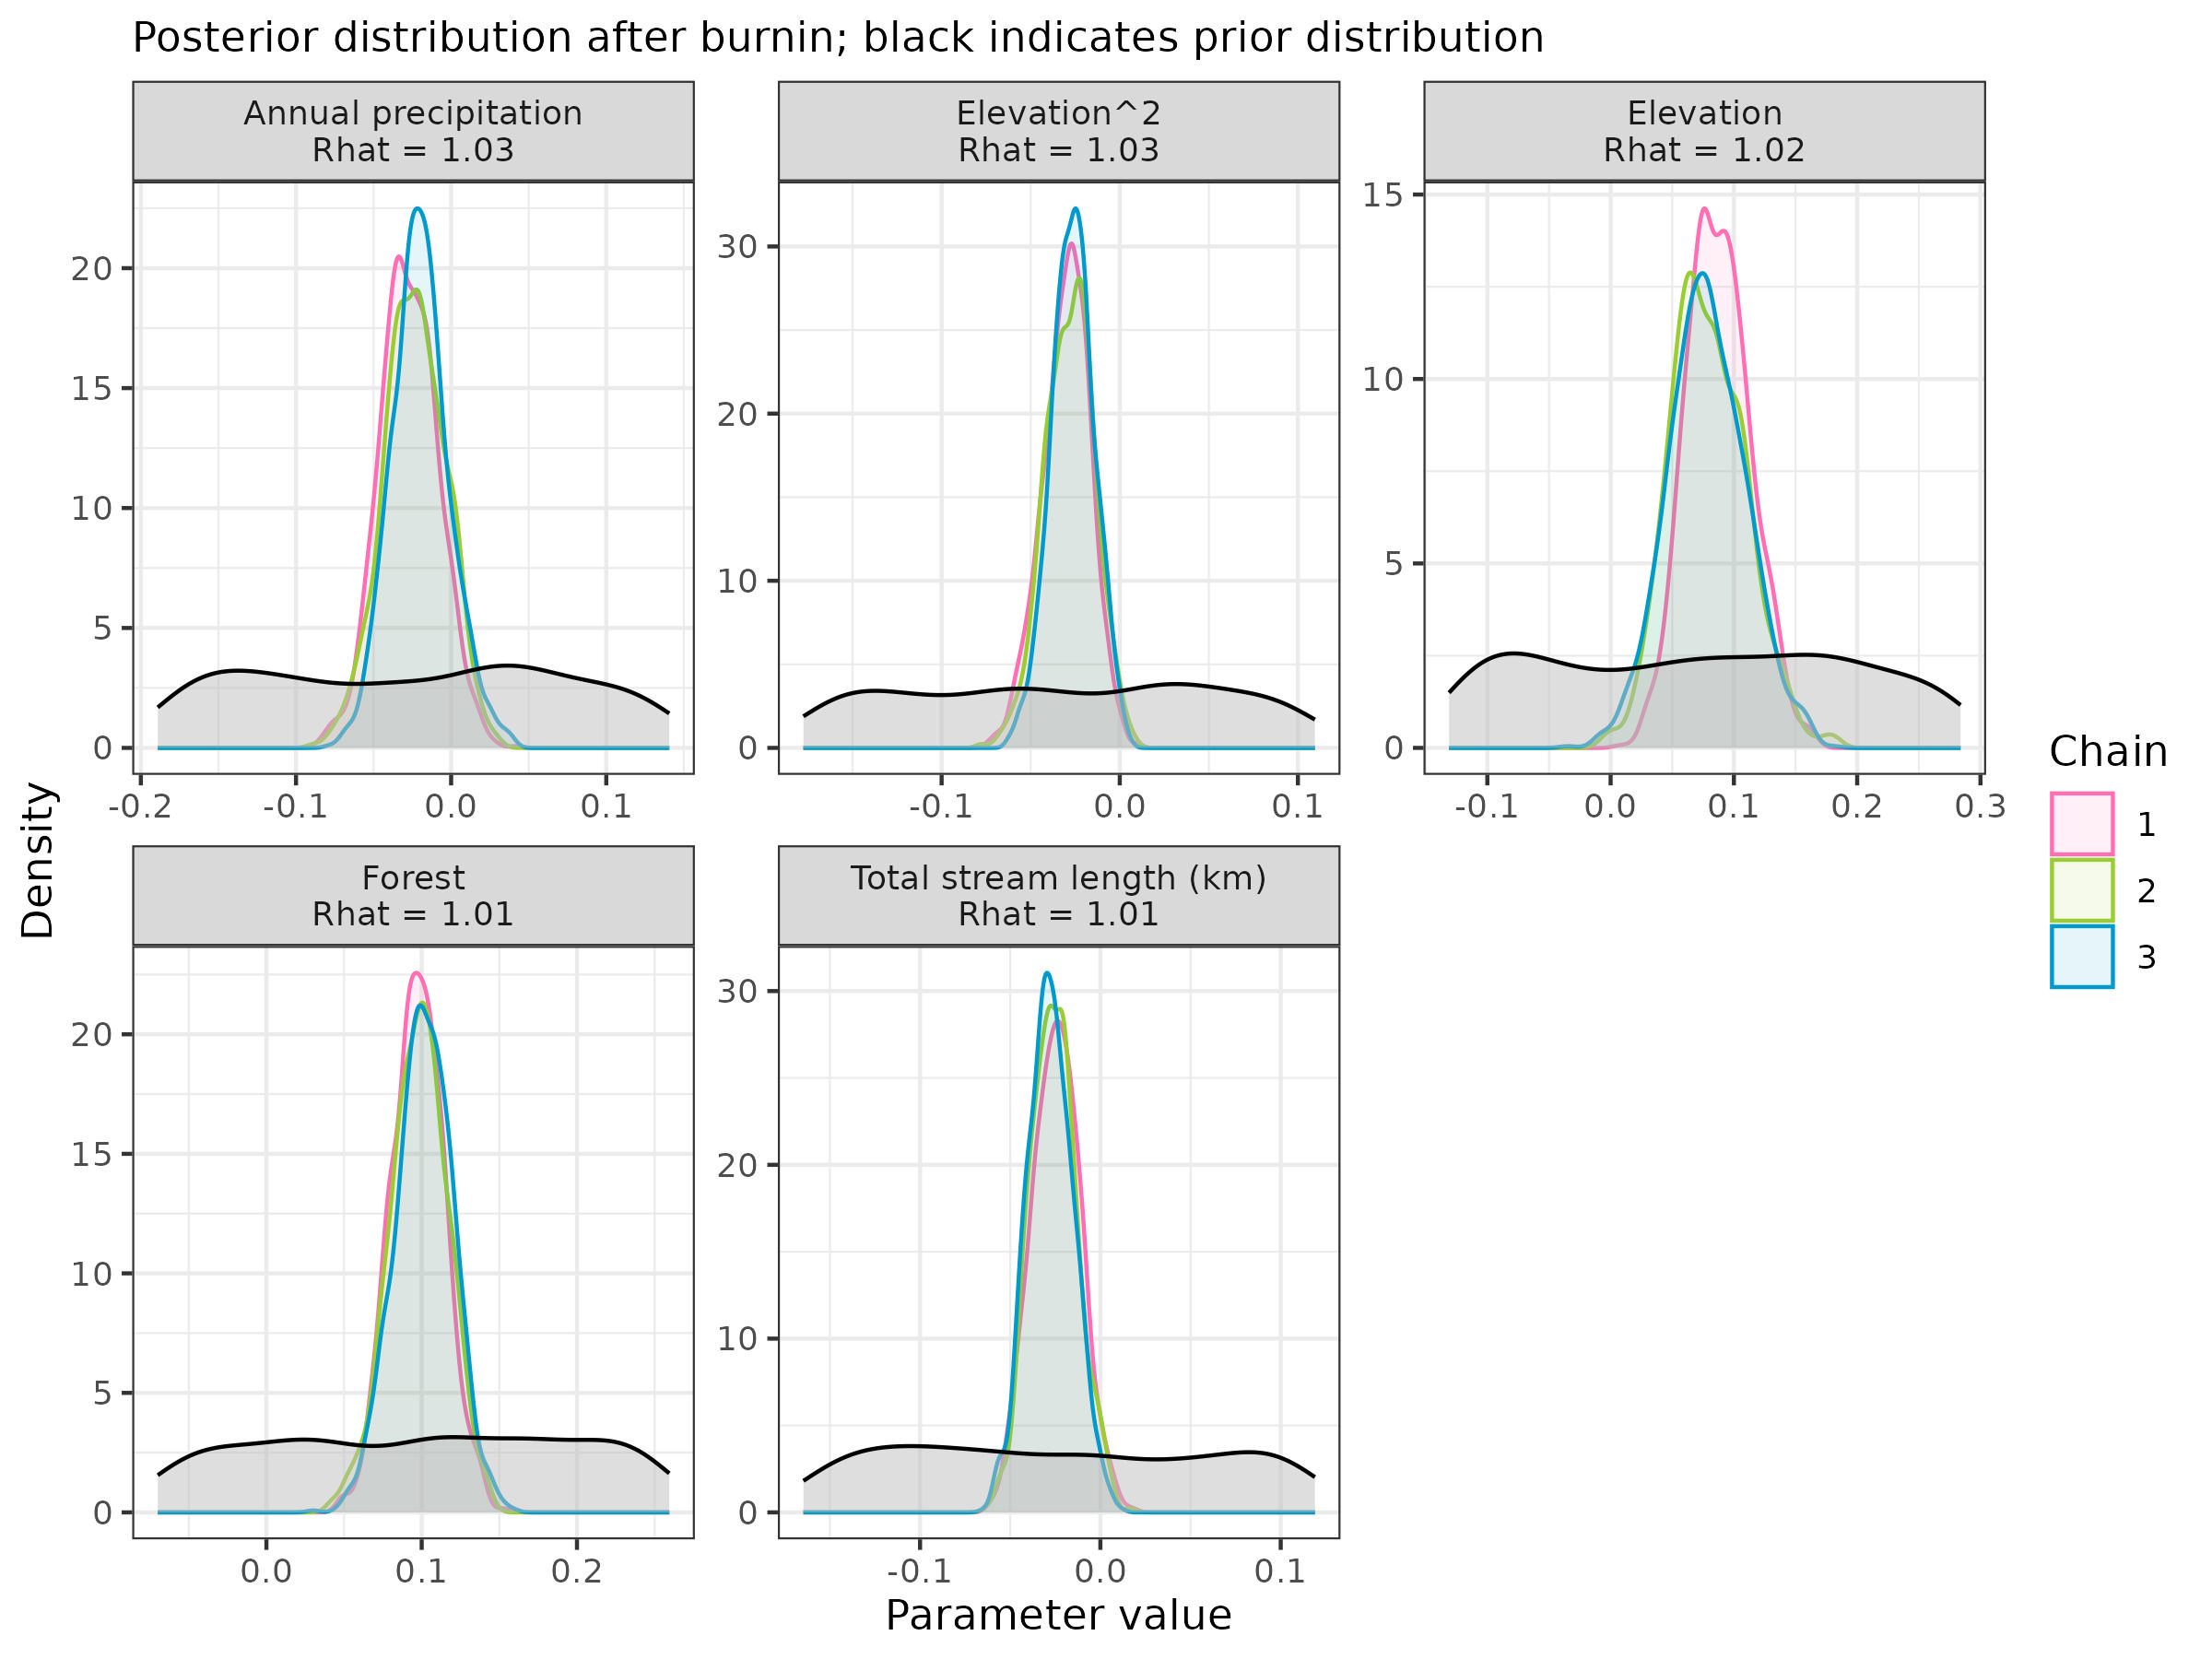 Posterior distribution after burnin; black indicates prior distribution
Annual precipitation
Rhat = 1.03
Elevation^2
Rhat = 1.03
Elevation
Rhat = 1.02
20
15
10
5
0
-0.2 -0.1 0.0 0.1
30
20
10
0
-0.1 0.0 0.1
15
10
5
0
-0.1 0.0 0.1 0.2 0.3
Forest
Rhat = 1.01
Total stream length (km)
Rhat = 1.01
20
15
10
5
0
0.0 0.1 0.2
30
20
10
0
-0.1 0.0 0.1
Density
Parameter value
Chain
1
2
3